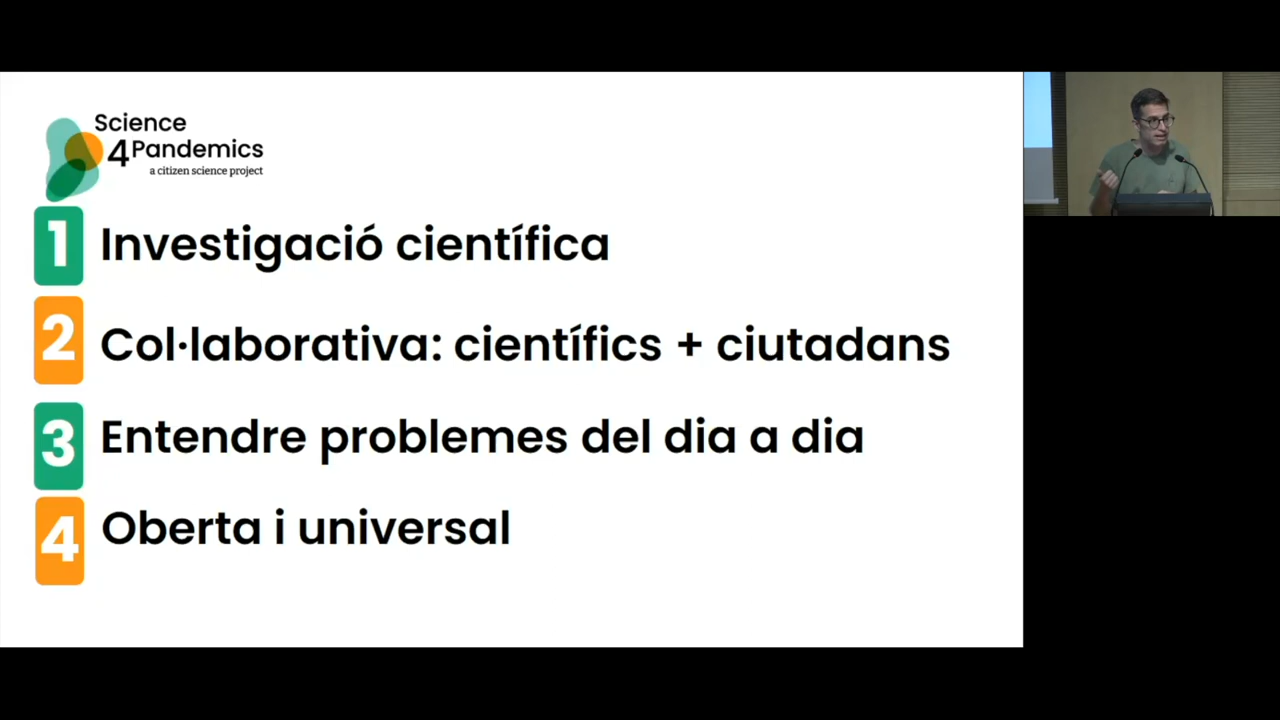 Science
4Pandemics
a citizen science project
1 Investigació científica
2 Col·laborativa: científics + ciutadans
3 Entendre problemes del dia a dia
4 Oberta i universal